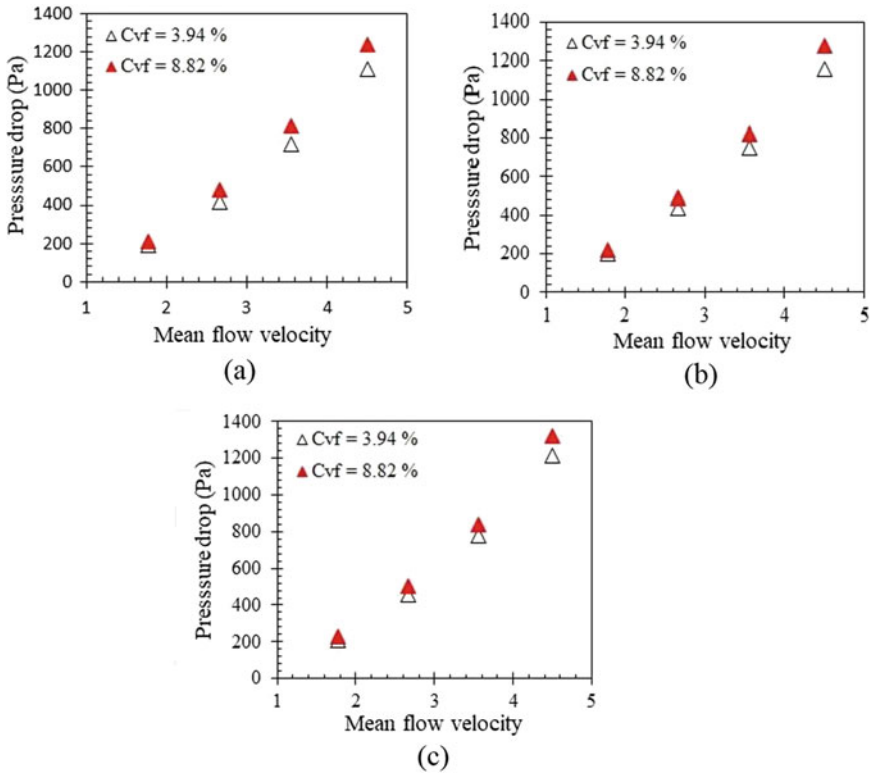 Presssure drop (Pa)
1400
1200
1000
800
600
400
200
0
△ Cvf = 3.94 %
▲ Cvf = 8.82 %
1 2 3 4 5
Mean flow velocity
(a)
Presssure drop (Pa)
1400
1200
1000
800
600
400
200
0
△ Cvf = 3.94 %
▲ Cvf = 8.82 %
1 2 3 4 5
Mean flow velocity
(b)
Presssure drop (Pa)
1400
1200
1000
800
600
400
200
0
△ Cvf = 3.94 %
▲ Cvf = 8.82 %
1 2 3 4 5
Mean flow velocity
(c)